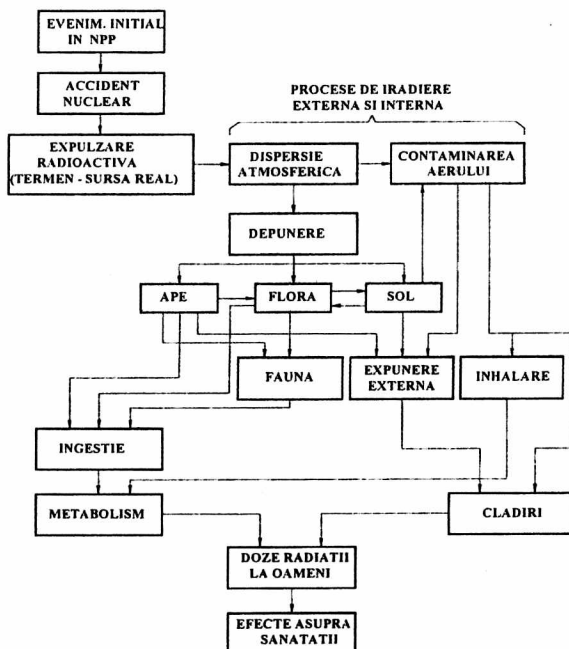 EVENIM. INITIAL
IN NPP
ACCIDENT
NUCLEAR
PROCESE DE IRADIERE
EXTERNA SI INTERNA
EXPULZARE
RADIOACTIVA
(TERMEN - SURSA REAL)
DISPERSIE
ATMOSFERICA
CONTAMINAREA
AERULUI
DEPUNERE
APE
FLORA
SOL
FAUNA
EXPUNERE
EXTERNA
INHALARE
INGESTIE
METABOLISM
CLADIRI
DOZE RADIATII
LA OAMENI
EFECTE ASUPRA
SANATATII